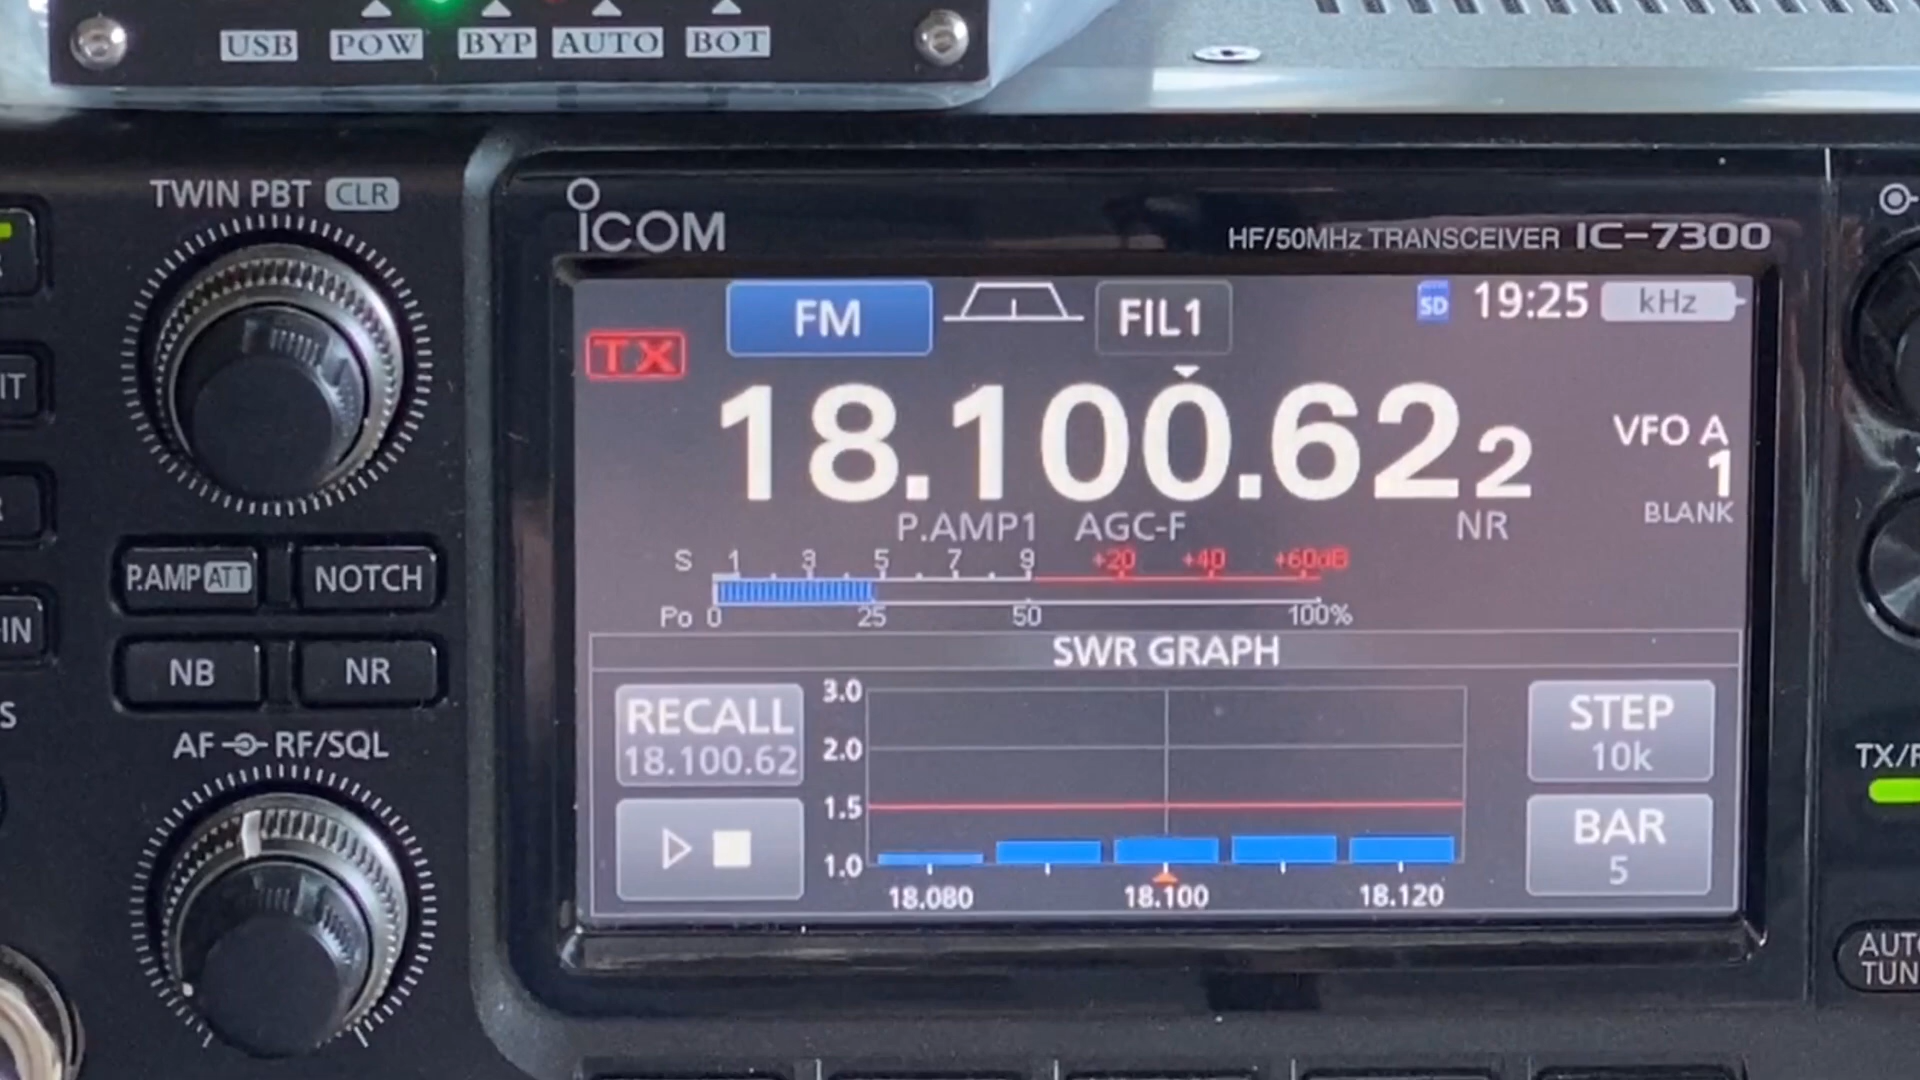 USB POW BYP AUTO BOT
TWIN PBT CLR
ICOM
HF/50MHz TRANSCEIVER IC-7300
FM FIL1 SD 19:25 kHz
TX
18.100.622
VFO A
1
BLANK
P.AMP1 AGC-F NR
S 1 3 5 7 9 +20 +40 +60dB
Po 0 25 50 100%
SWR GRAPH
RECALL
18.100.62
3.0
2.0
1.5
1.0
18.080 18.100 18.120
STEP
10k
BAR
5
P.AMP ATT NOTCH
NB NR
AF RF/SQL